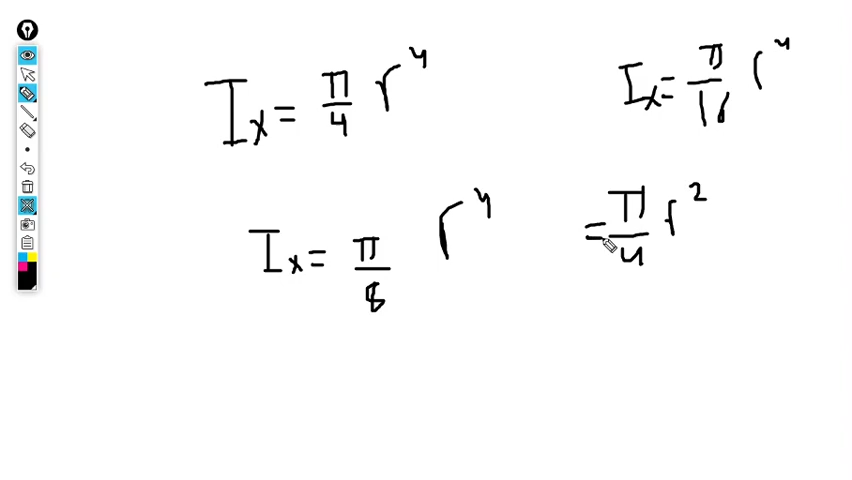 Ix = π/4 r⁴
Ix = π/16 r⁴
Ix = π/8 r⁴
= π/4 r²